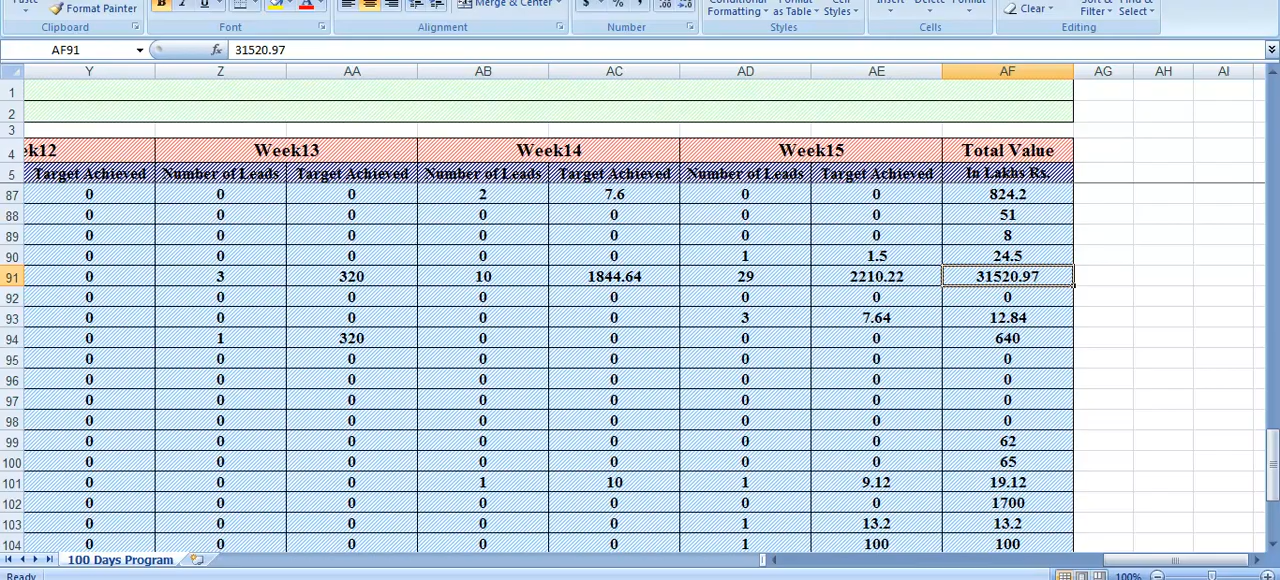 Format Painter B U Merge & Center $ % Conditional Format Cell Insert Delete Format Sort & Find &
Formatting as Table Styles Clear Filter Select
Clipboard Font Alignment Number Styles Cells Editing
AF91 fx 31520.97
Y Z AA AB AC AD AE AF AG AH AI
1
2
3
4 k12 Week13 Week14 Week15 Total Value
5 Target Achieved Number of Leads Target Achieved Number of Leads Target Achieved Number of Leads Target Achieved In Lakhs Rs.
87 0 0 0 2 7.6 0 0 824.2
88 0 0 0 0 0 0 0 51
89 0 0 0 0 0 0 0 8
90 0 0 0 0 0 1 1.5 24.5
91 0 3 320 10 1844.64 29 2210.22 31520.97
92 0 0 0 0 0 0 0 0
93 0 0 0 0 0 3 7.64 12.84
94 0 1 320 0 0 0 0 640
95 0 0 0 0 0 0 0 0
96 0 0 0 0 0 0 0 0
97 0 0 0 0 0 0 0 0
98 0 0 0 0 0 0 0 0
99 0 0 0 0 0 0 0 62
100 0 0 0 0 0 0 0 65
101 0 0 0 1 10 1 9.12 19.12
102 0 0 0 0 0 0 0 1700
103 0 0 0 0 0 1 13.2 13.2
104 0 0 0 0 0 1 100 100
100 Days Program
Ready 100%